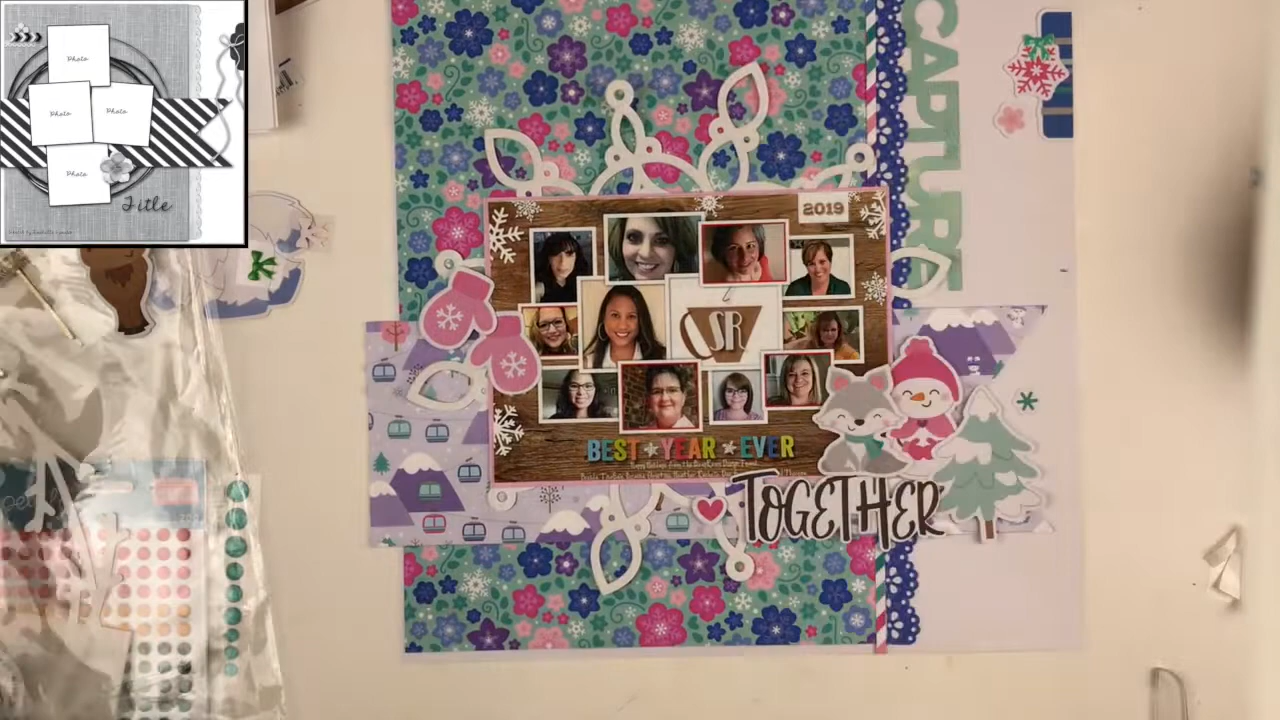 Photo
Photo
Photo
Photo
Title
CAPTURE
2019
SR
BEST YEAR EVER
TOGETHER